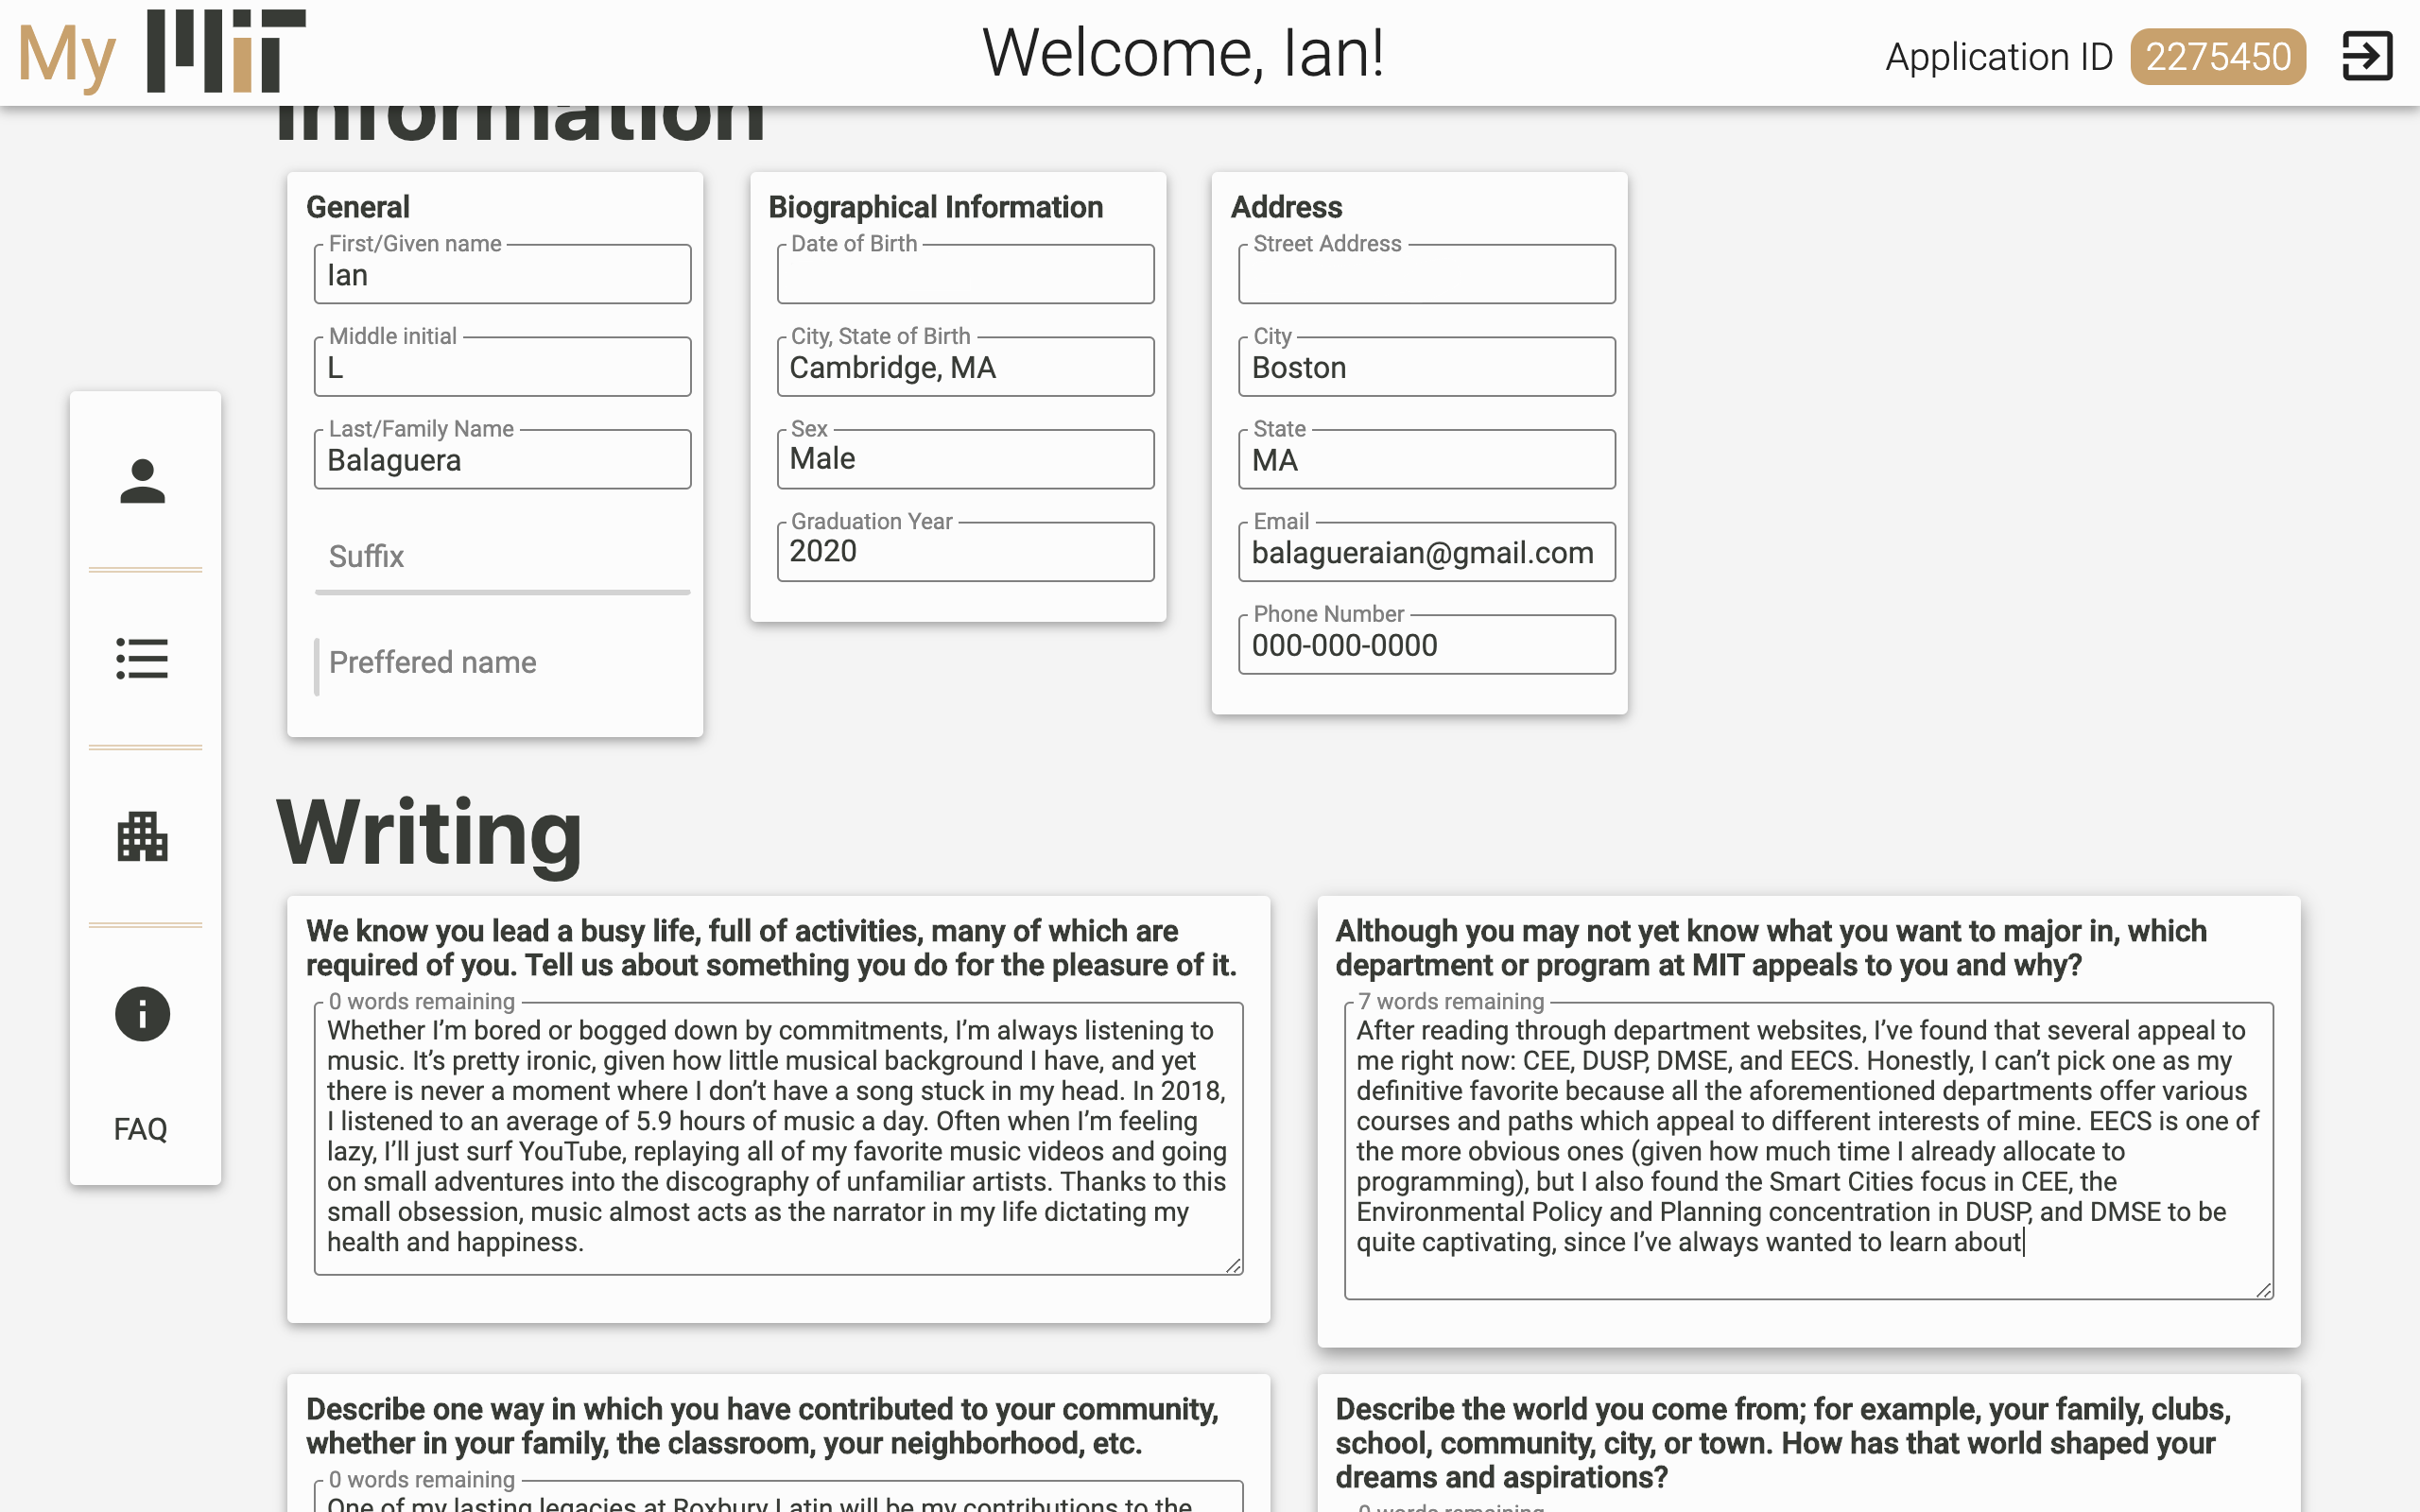 My MIT
Welcome, Ian!
Application ID 2275450
Information
General
First/Given name
Ian
Middle initial
L
Last/Family Name
Balaguera
Suffix
Preffered name
Biographical Information
Date of Birth
City, State of Birth
Cambridge, MA
Sex
Male
Graduation Year
2020
Address
Street Address
City
Boston
State
MA
Email
balagueraian@gmail.com
Phone Number
000-000-0000
FAQ
Writing
We know you lead a busy life, full of activities, many of which are
required of you. Tell us about something you do for the pleasure of it.
0 words remaining
Whether I’m bored or bogged down by commitments, I’m always listening to
music. It’s pretty ironic, given how little musical background I have, and yet
there is never a moment where I don’t have a song stuck in my head. In 2018,
I listened to an average of 5.9 hours of music a day. Often when I’m feeling
lazy, I’ll just surf YouTube, replaying all of my favorite music videos and going
on small adventures into the discography of unfamiliar artists. Thanks to this
small obsession, music almost acts as the narrator in my life dictating my
health and happiness.
Although you may not yet know what you want to major in, which
department or program at MIT appeals to you and why?
7 words remaining
After reading through department websites, I’ve found that several appeal to
me right now: CEE, DUSP, DMSE, and EECS. Honestly, I can’t pick one as my
definitive favorite because all the aforementioned departments offer various
courses and paths which appeal to different interests of mine. EECS is one of
the more obvious ones (given how much time I already allocate to
programming), but I also found the Smart Cities focus in CEE, the
Environmental Policy and Planning concentration in DUSP, and DMSE to be
quite captivating, since I’ve always wanted to learn about
Describe one way in which you have contributed to your community,
whether in your family, the classroom, your neighborhood, etc.
0 words remaining
One of my lasting legacies at Roxbury Latin will be my contributions to the
Describe the world you come from; for example, your family, clubs,
school, community, city, or town. How has that world shaped your
dreams and aspirations?
0 words remaining